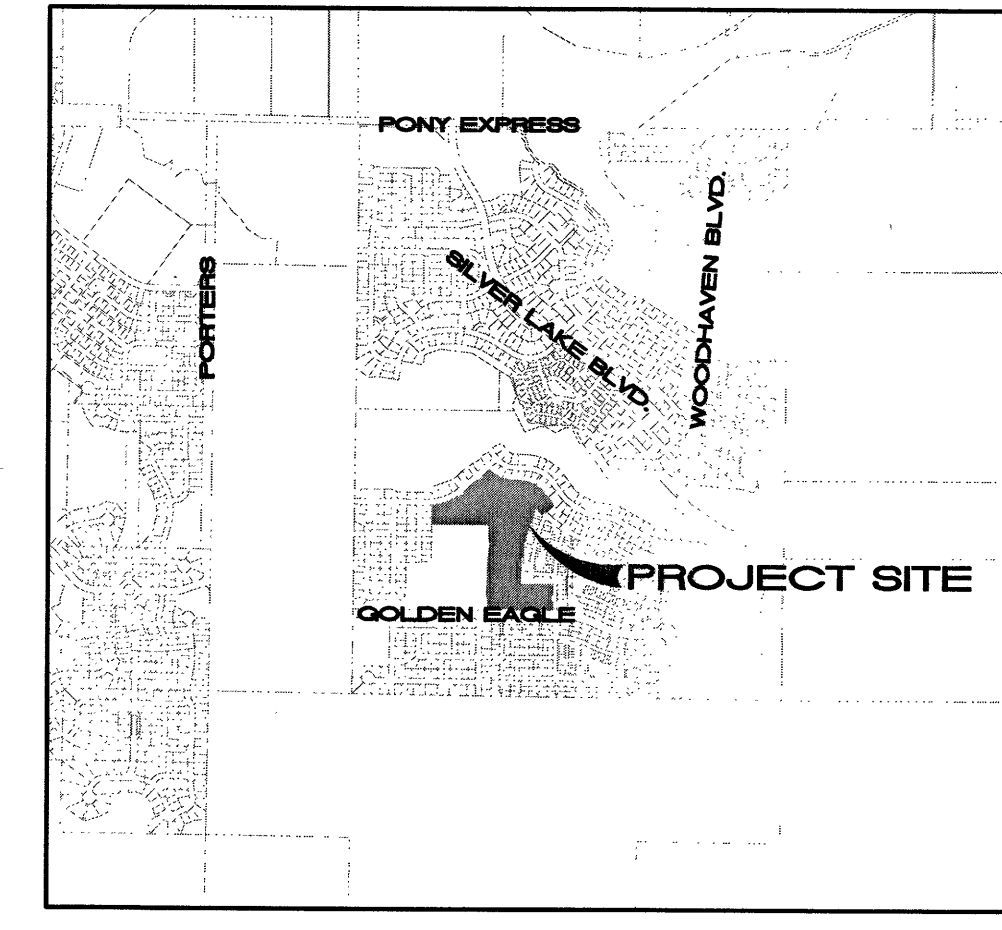 PONY EXPRESS
WOODHAVEN BLVD.
PORTERS
SILVER LAKE BLVD.
PROJECT SITE
GOLDEN EAGLE